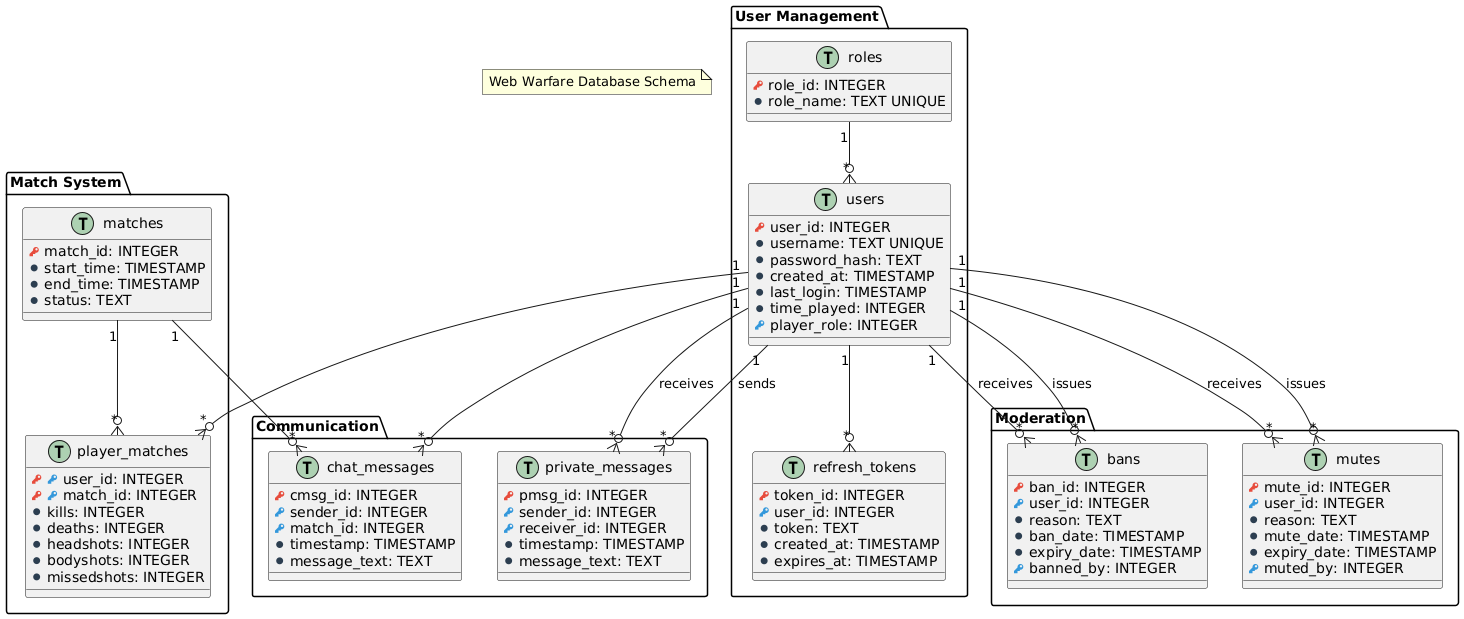 User Management
T roles
role_id: INTEGER
role_name: TEXT UNIQUE
Web Warfare Database Schema
1
*
Match System
T matches
match_id: INTEGER
start_time: TIMESTAMP
end_time: TIMESTAMP
status: TEXT
T users
user_id: INTEGER
username: TEXT UNIQUE
password_hash: TEXT
created_at: TIMESTAMP
last_login: TIMESTAMP
time_played: INTEGER
player_role: INTEGER
1
1
1
1
1
1
1
1
1
1
1
receives
sends
receives
issues
receives
issues
*
*
*
*
*
*
*
*
*
*
*
T player_matches
user_id: INTEGER
match_id: INTEGER
kills: INTEGER
deaths: INTEGER
headshots: INTEGER
bodyshots: INTEGER
missedshots: INTEGER
Communication
T chat_messages
cmsg_id: INTEGER
sender_id: INTEGER
match_id: INTEGER
timestamp: TIMESTAMP
message_text: TEXT
T private_messages
pmsg_id: INTEGER
sender_id: INTEGER
receiver_id: INTEGER
timestamp: TIMESTAMP
message_text: TEXT
T refresh_tokens
token_id: INTEGER
user_id: INTEGER
token: TEXT
created_at: TIMESTAMP
expires_at: TIMESTAMP
Moderation
T bans
ban_id: INTEGER
user_id: INTEGER
reason: TEXT
ban_date: TIMESTAMP
expiry_date: TIMESTAMP
banned_by: INTEGER
T mutes
mute_id: INTEGER
user_id: INTEGER
reason: TEXT
mute_date: TIMESTAMP
expiry_date: TIMESTAMP
muted_by: INTEGER